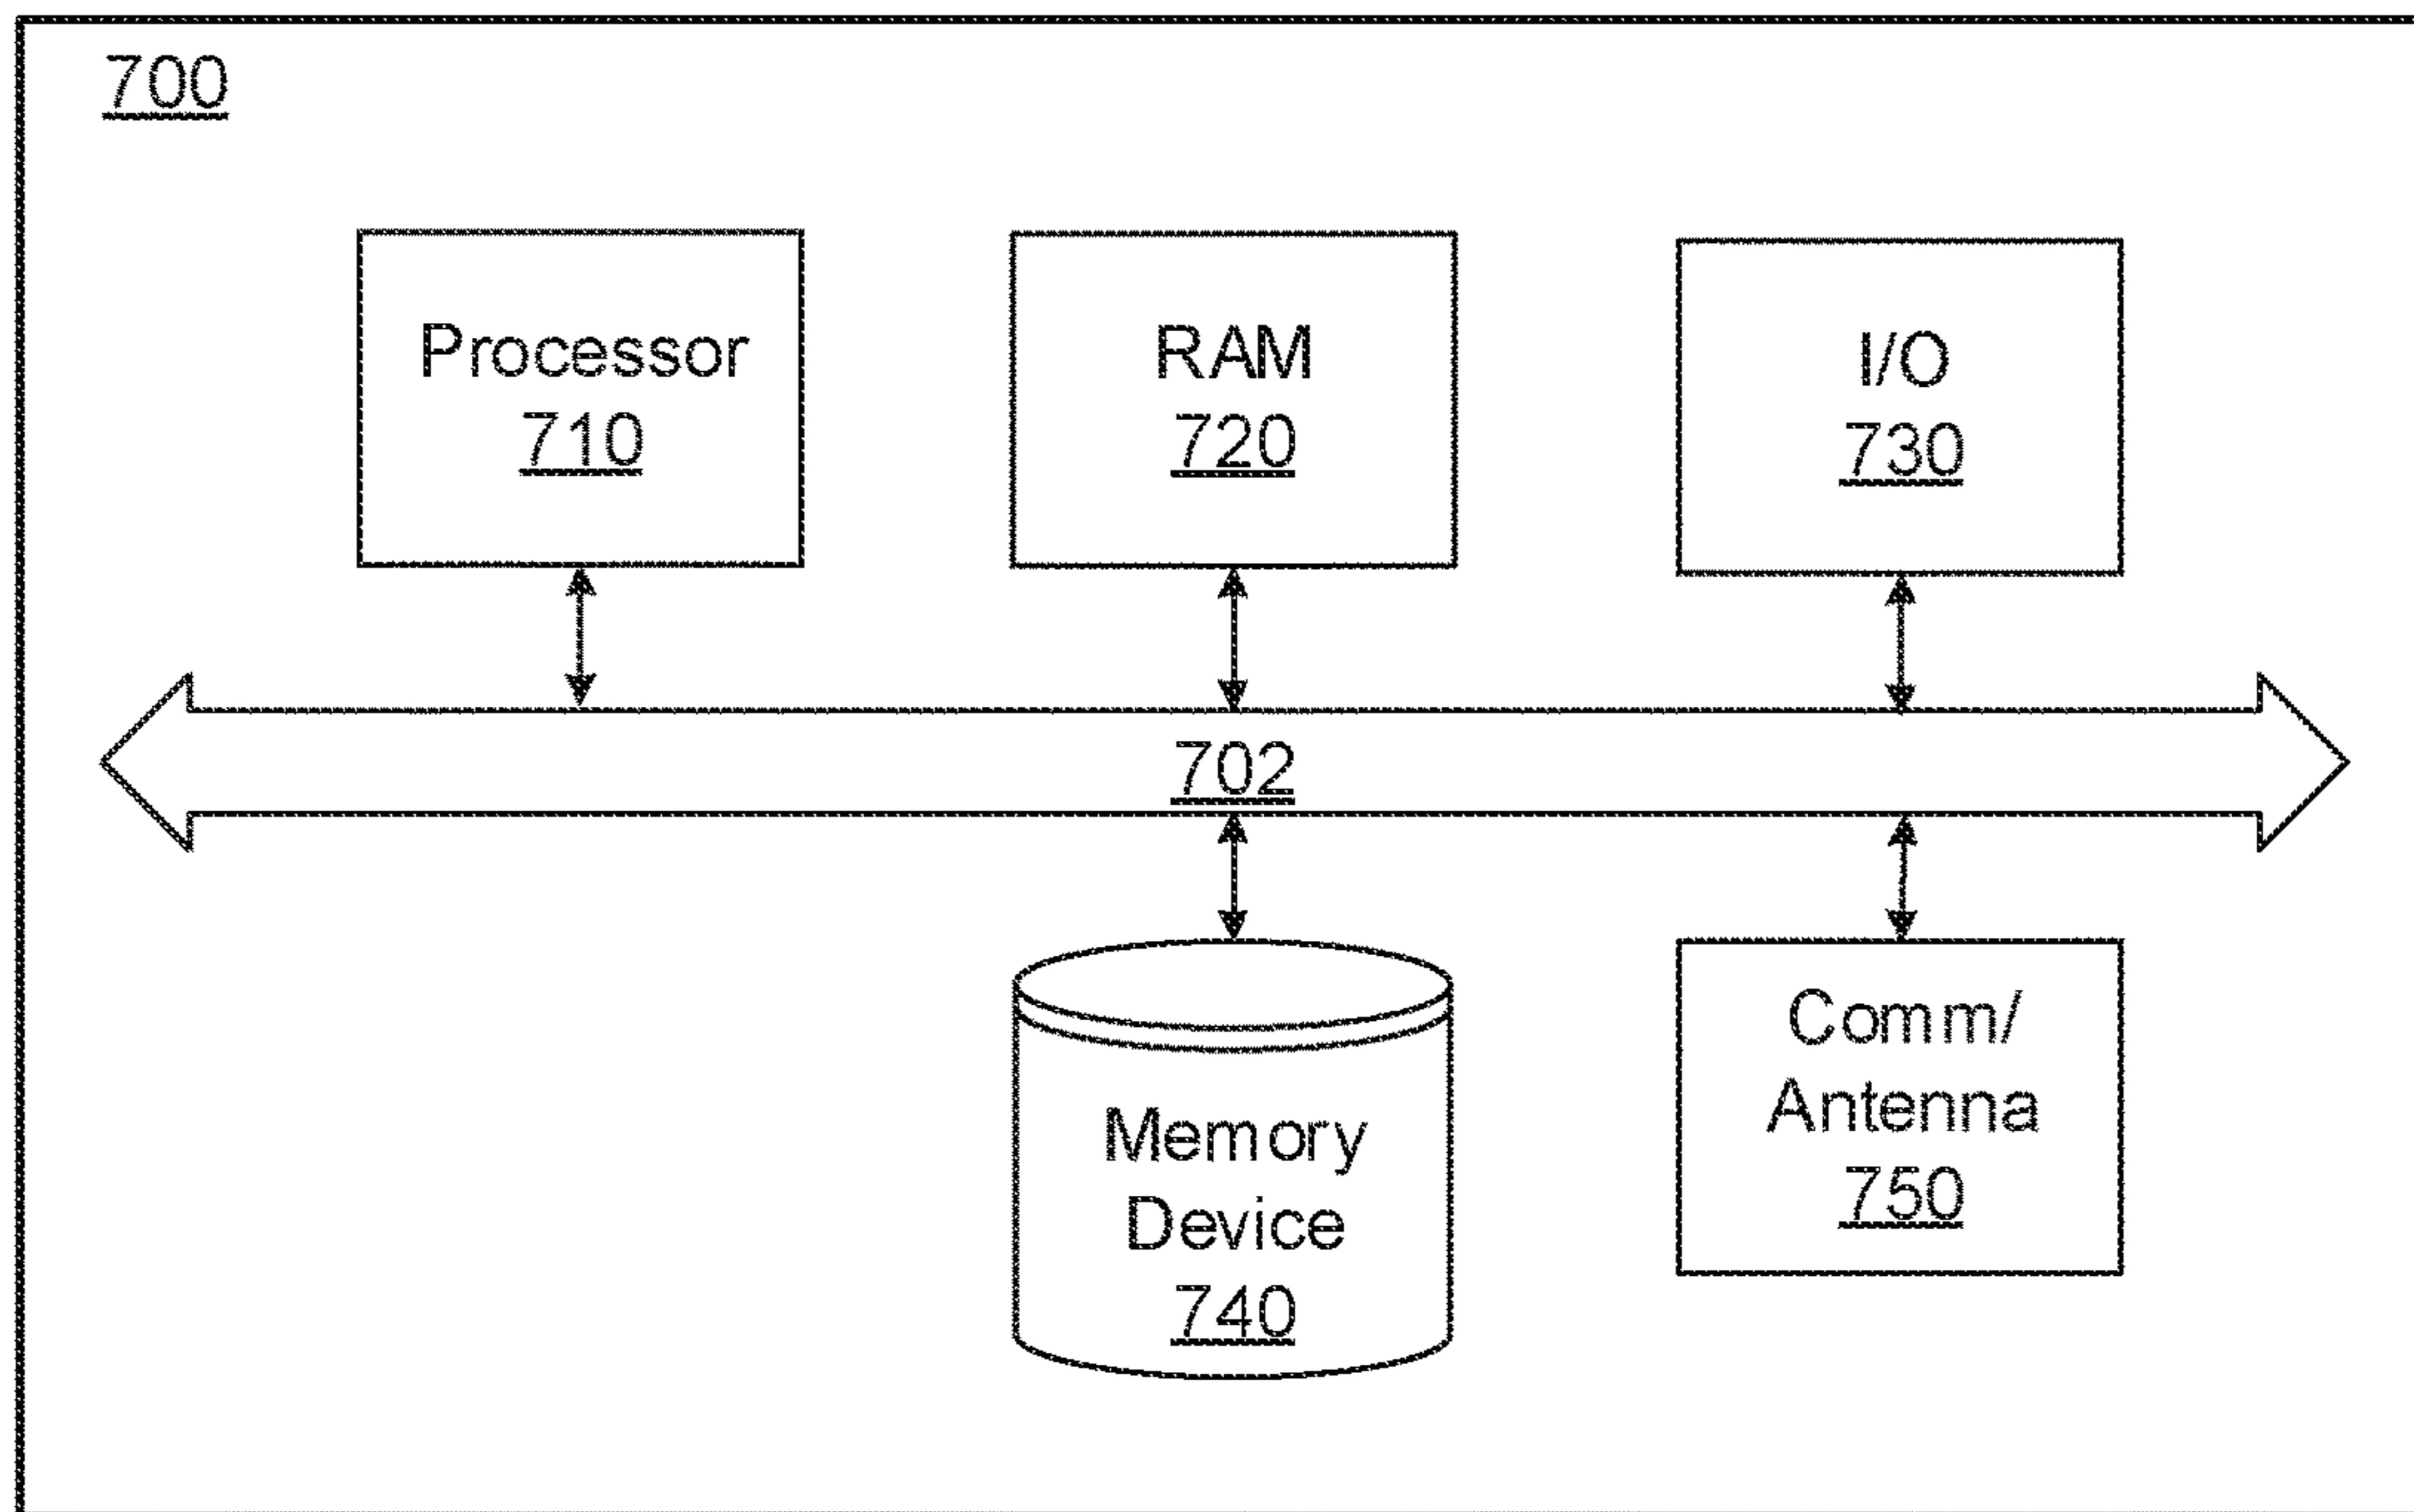 700
Processor
710
RAM
720
I/O
730
702
Memory
Device
740
Comm/
Antenna
750